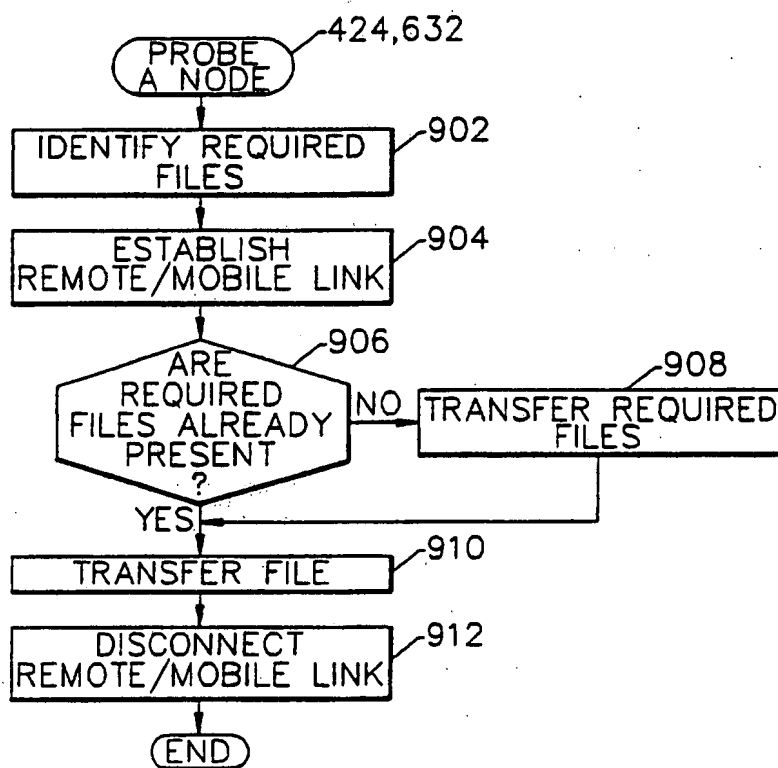 424,632
PROBE
A NODE
902
IDENTIFY REQUIRED
FILES
904
ESTABLISH
REMOTE/MOBILE LINK
906
ARE
REQUIRED
FILES ALREADY
PRESENT
?
NO
908
TRANSFER REQUIRED
FILES
YES
910
TRANSFER FILE
912
DISCONNECT
REMOTE/MOBILE LINK
END